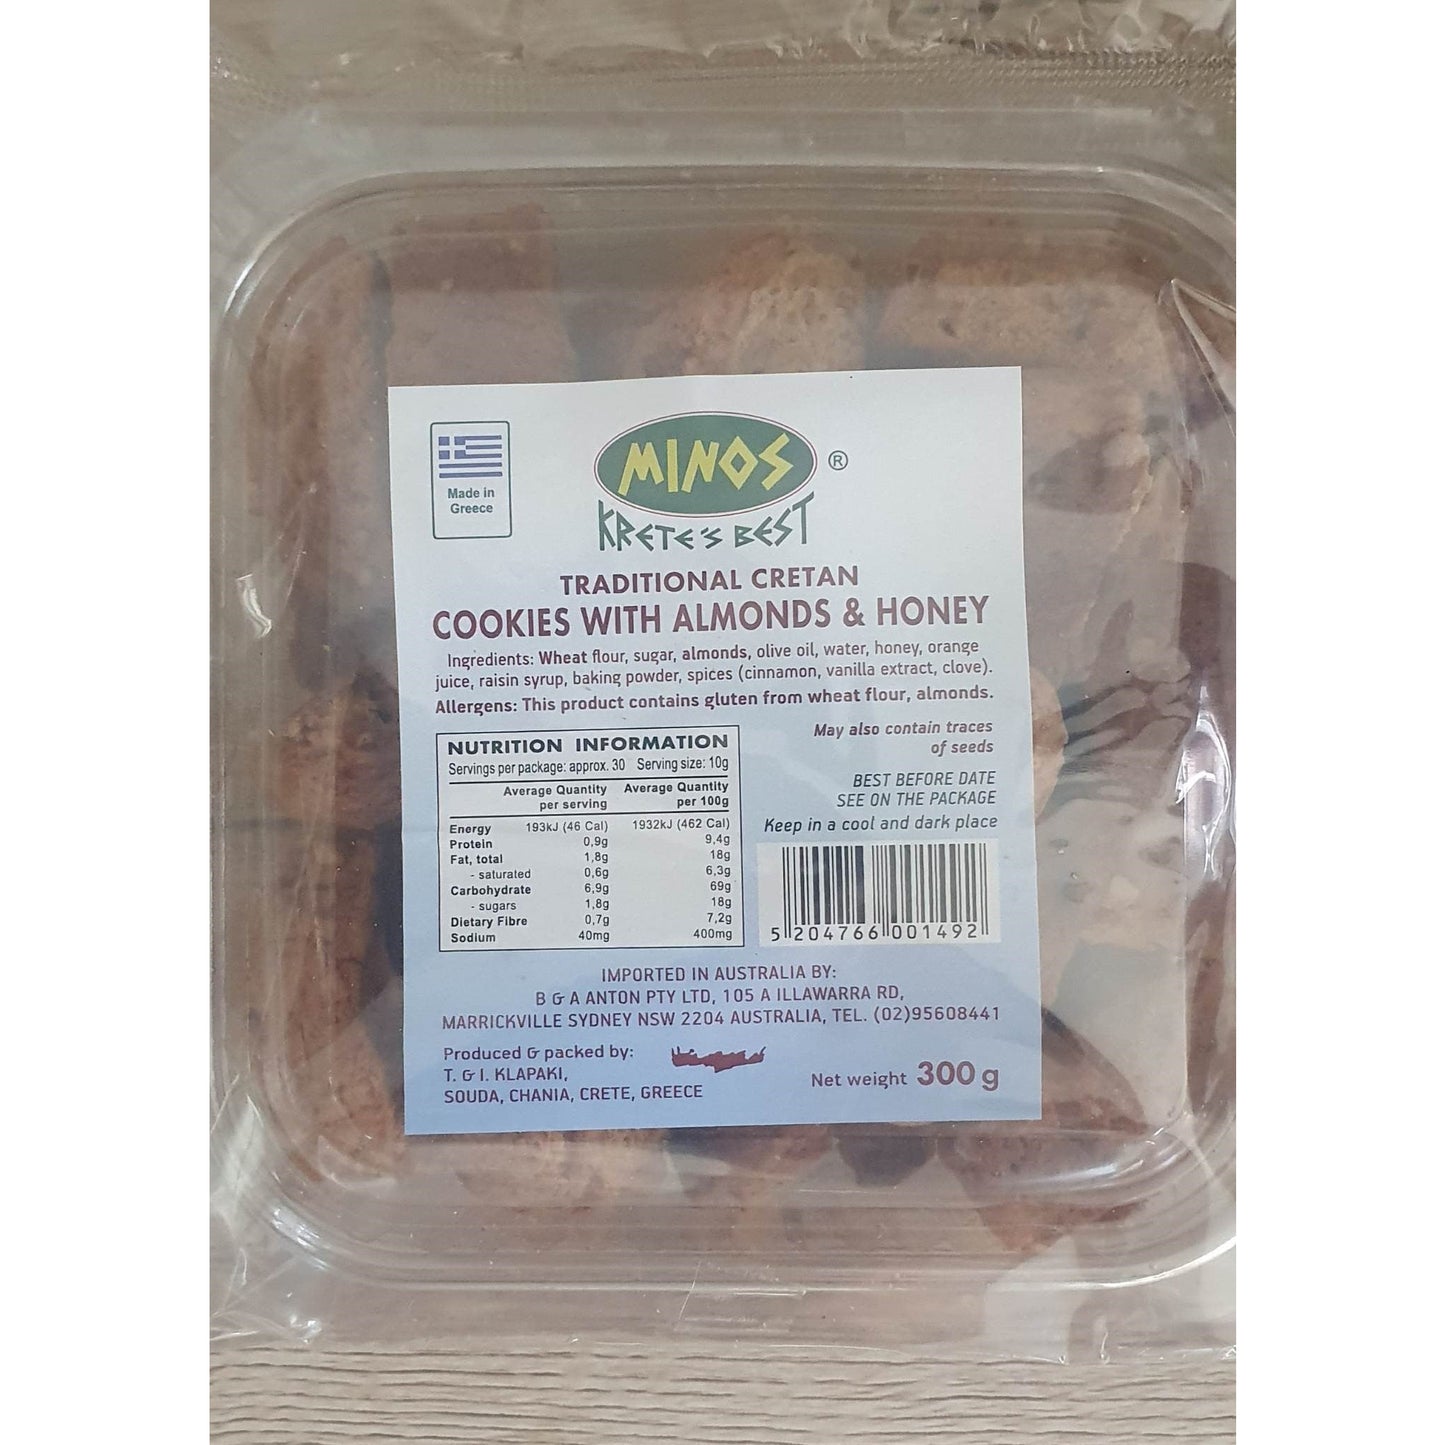 Made in
Greece
MINOS ®
KRETE'S BEST
TRADITIONAL CRETAN
COOKIES WITH ALMONDS & HONEY
Ingredients: Wheat flour, sugar, almonds, olive oil, water, honey, orange
juice, raisin syrup, baking powder, spices (cinnamon, vanilla extract, clove).
Allergens: This product contains gluten from wheat flour, almonds.
NUTRITION INFORMATION
Servings per package: approx. 30 Serving size: 10g
Average Quantity Average Quantity
per serving per 100g
Energy 193kJ (46 Cal) 1932kJ (462 Cal)
Protein 0,9g 9,4g
Fat, total 1,8g 18g
- saturated 0,6g 6,3g
Carbohydrate 6,9g 69g
- sugars 1,8g 18g
Dietary Fibre 0,7g 7,2g
Sodium 40mg 400mg
May also contain traces
of seeds
BEST BEFORE DATE
SEE ON THE PACKAGE
Keep in a cool and dark place
5 204766 001492
IMPORTED IN AUSTRALIA BY:
B & A ANTON PTY LTD, 105 A ILLAWARRA RD,
MARRICKVILLE SYDNEY NSW 2204 AUSTRALIA, TEL. (02)95608441
Produced & packed by:
T. & I. KLAPAKI,
SOUDA, CHANIA, CRETE, GREECE
Net weight 300 g